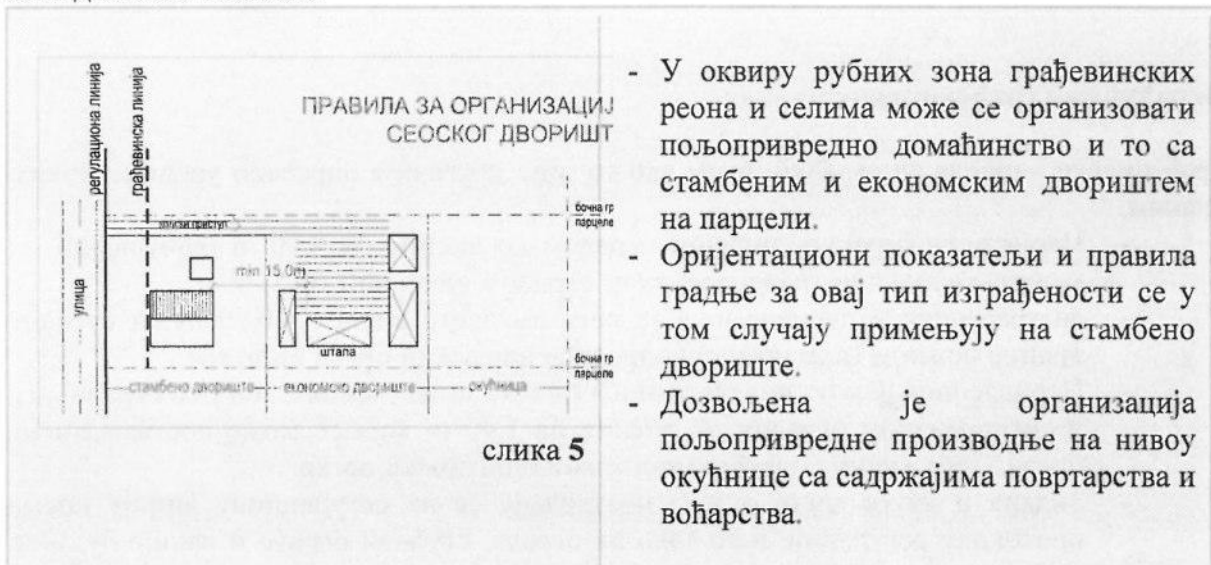 регулациона линија
грађевинска линија
ПРАВИЛА ЗА ОРГАНИЗАЦИЈ
СЕОСКОГ ДВОРИШТ
улица
колски приступ
бочна гр
парцеле
min 15.0m
штала
бочна гр
парцеле
стамбено двориште
економско двориште
окућница
слика 5
- У оквиру рубних зона грађевинских
реона и селима може се организовати
пољопривредно домаћинство и то са
стамбеним и економским двориштем
на парцели.
- Оријентациони показатељи и правила
градње за овај тип изграђености се у
том случају примењују на стамбено
двориште.
- Дозвољена је организација
пољопривредне производње на нивоу
окућнице са садржајима повртарства и
воћарства.